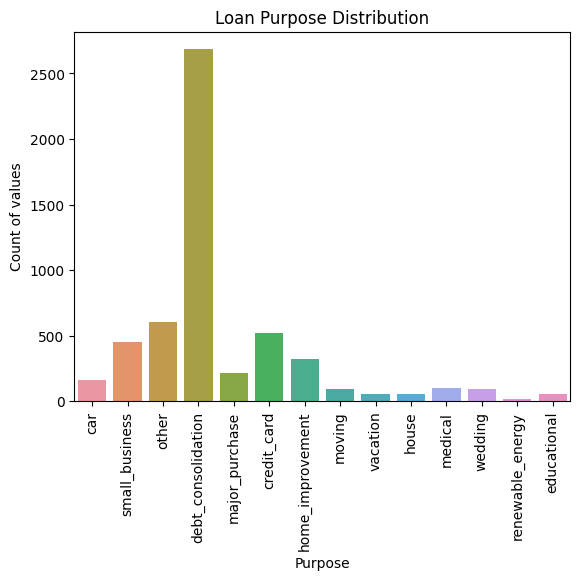 Loan Purpose Distribution
Count of values
2500
2000
1500
1000
500
0
car
small_business
other
debt_consolidation
major_purchase
credit_card
home_improvement
moving
vacation
house
medical
wedding
renewable_energy
educational
Purpose